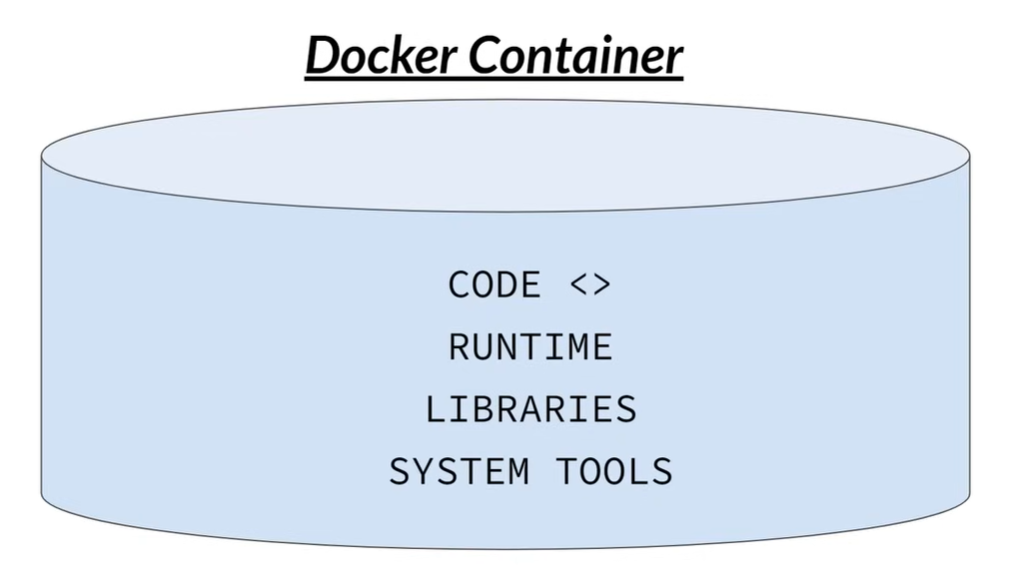 Docker Container
CODE <>
RUNTIME
LIBRARIES
SYSTEM TOOLS